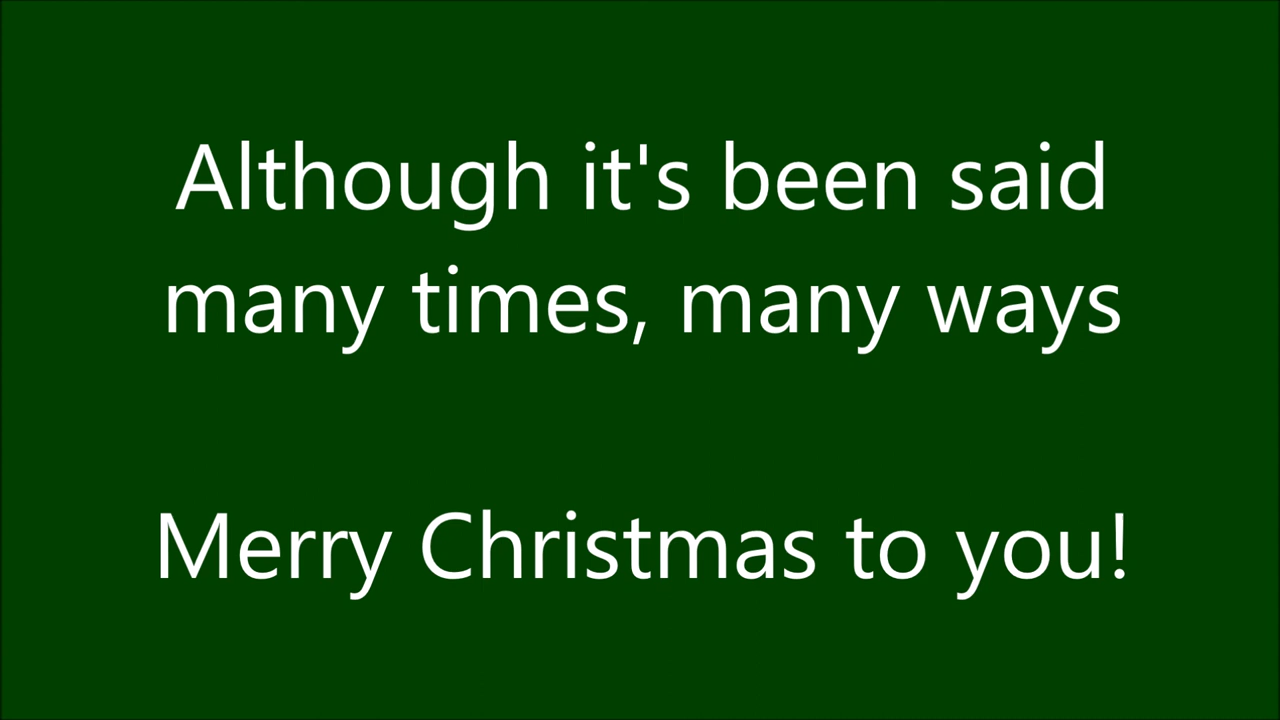 Although it's been said
many times, many ways
Merry Christmas to you!